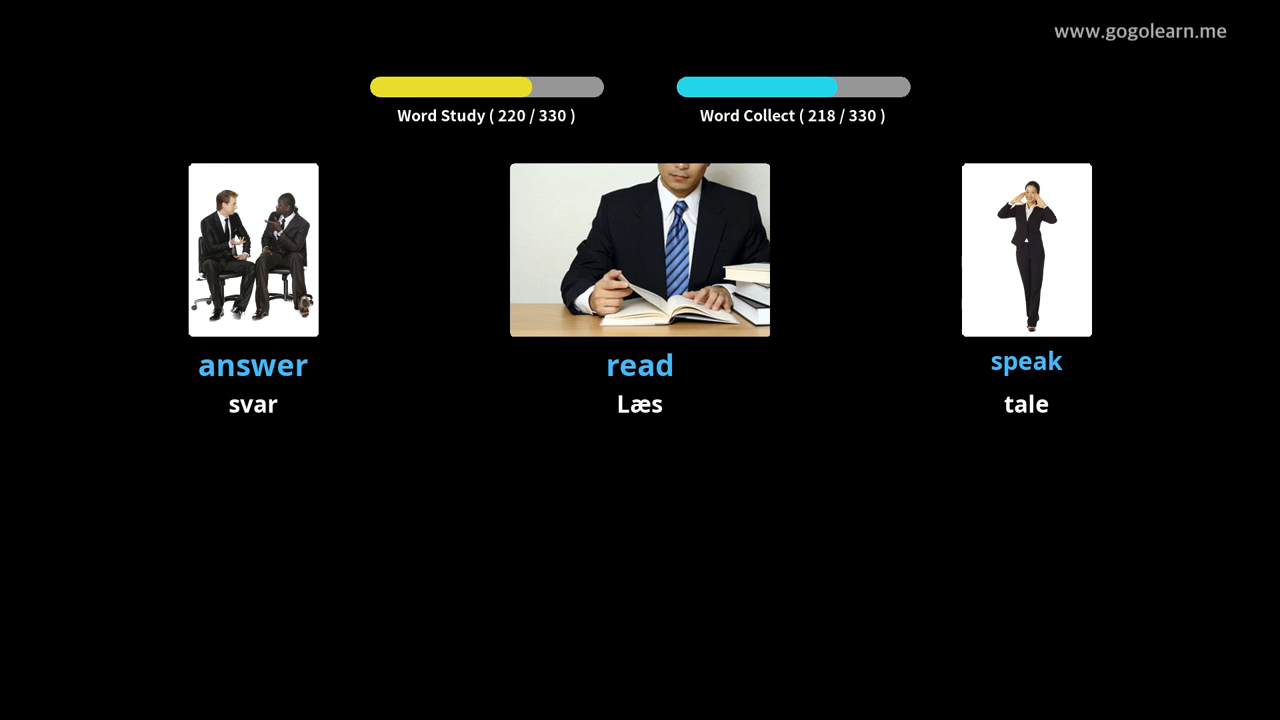 www.gogolearn.me
Word Study ( 220 / 330 )
Word Collect ( 218 / 330 )
answer
svar
read
Læs
speak
tale